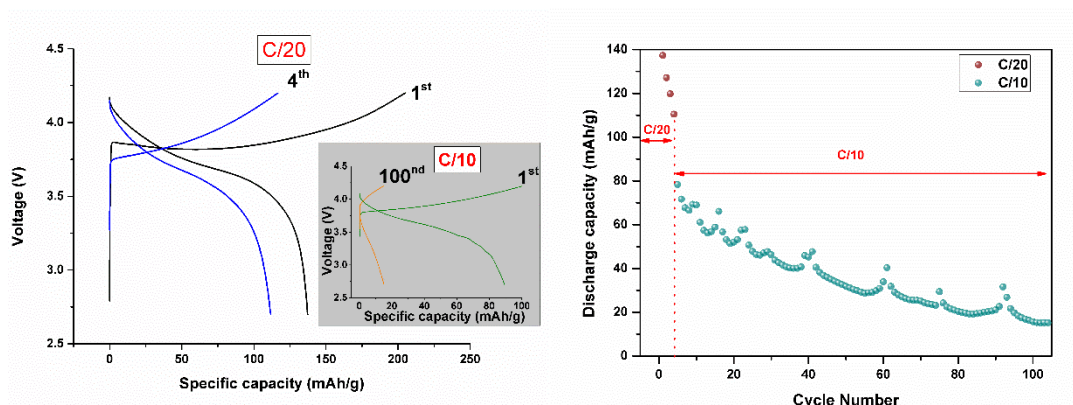 C/20
4th
1st
4.5
4.0
3.5
3.0
2.5
Voltage (V)
0 50 100 150 200 250
Specific capacity (mAh/g)
C/10
100nd
1st
4.5
4.0
3.5
3.0
2.5
Voltage (V)
0 20 40 60 80 100
Specific capacity (mAh/g)
140
120
100
80
60
40
20
0
Discharge capacity (mAh/g)
C/20
C/10
C/20
C/10
0 20 40 60 80 100
Cycle Number